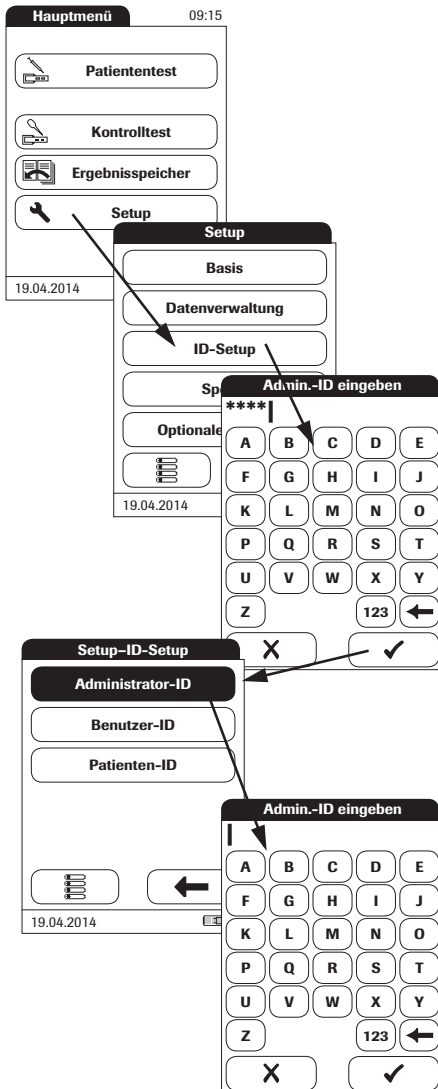 Hauptmenü 09:15
Patiententest
Kontrolltest
Ergebnisspeicher
Setup
19.04.2014
Setup
Basis
Datenverwaltung
ID-Setup
Optionale
19.04.2014
Admin.-ID eingeben
****
A B C D E
F G H I J
K L M N O
P Q R S T
U V W X Y
Z 123
Setup-ID-Setup
Administrator-ID
Benutzer-ID
Patienten-ID
19.04.2014
Admin.-ID eingeben
A B C D E
F G H I J
K L M N O
P Q R S T
U V W X Y
Z 123